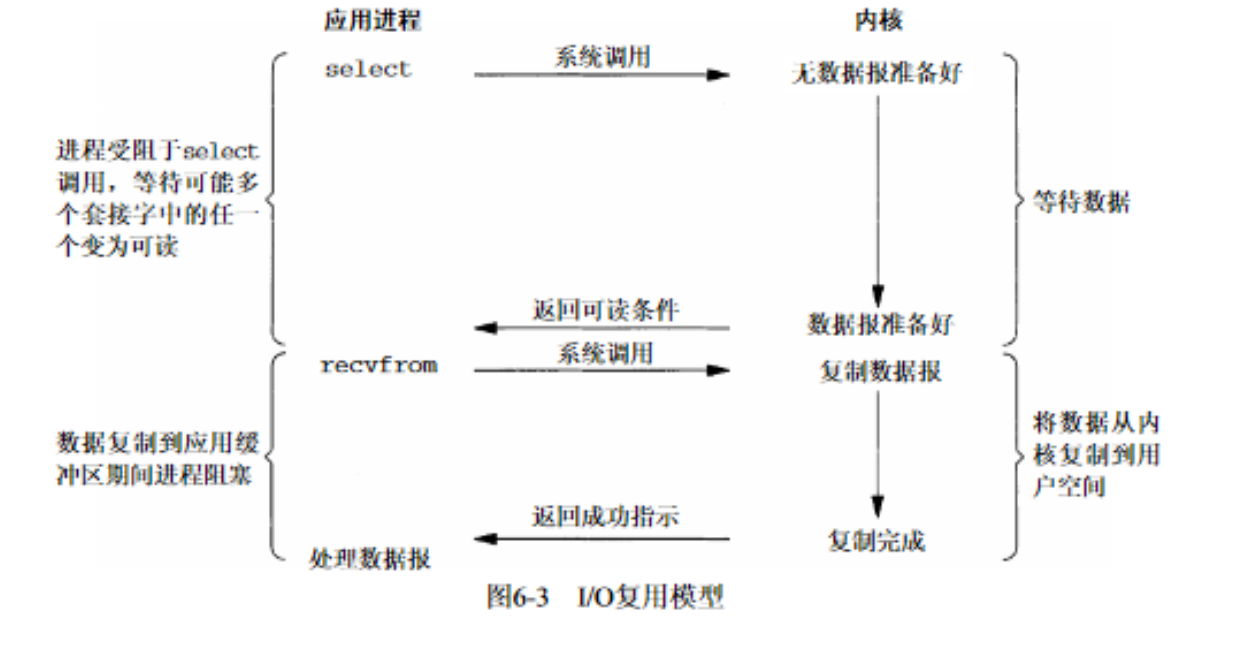 应用进程
内核
select
系统调用
无数据报准备好
进程受阻于select
调用，等待可能多
个套接字中的任一
个变为可读
等待数据
返回可读条件
数据报准备好
recvfrom
系统调用
复制数据报
数据复制到应用缓
冲区期间进程阻塞
将数据从内
核复制到用
户空间
返回成功指示
复制完成
处理数据报
图6-3 I/O复用模型